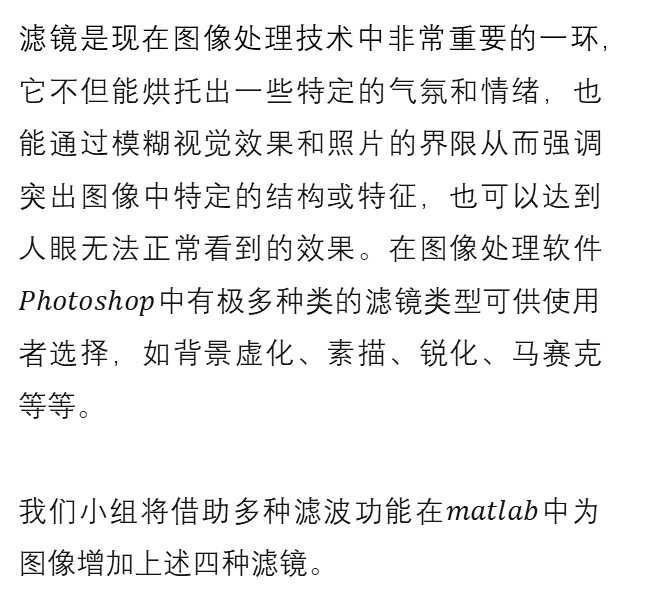 滤镜是现在图像处理技术中非常重要的一环,
它不但能烘托出一些特定的气氛和情绪，也
能通过模糊视觉效果和照片的界限从而强调
突出图像中特定的结构或特征，也可以达到
人眼无法正常看到的效果。在图像处理软件
Photoshop中有极多种类的滤镜类型可供使用
者选择，如背景虚化、素描、锐化、马赛克
等等。
我们小组将借助多种滤波功能在matlab中为
图像增加上述四种滤镜。